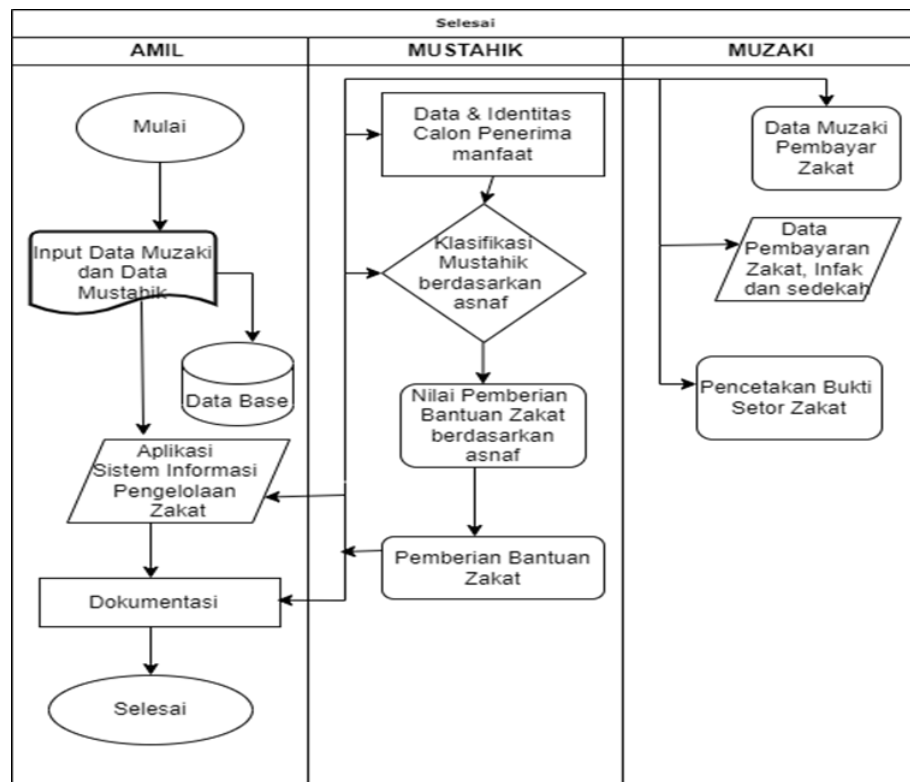 Selesai
AMIL
MUSTAHIK
MUZAKI
Mulai
Input Data Muzaki
dan Data
Mustahik
Data Base
Aplikasi
Sistem Informasi
Pengelolaan
Zakat
Dokumentasi
Selesai
Data & Identitas
Calon Penerima
manfaat
Klasifikasi
Mustahik
berdasarkan
asnaf
Nilai Pemberian
Bantuan Zakat
berdasarkan
asnaf
Pemberian Bantuan
Zakat
Data Muzaki
Pembayar
Zakat
Data
Pembayaran
Zakat, Infak
dan sedekah
Pencetakan Bukti
Setor Zakat